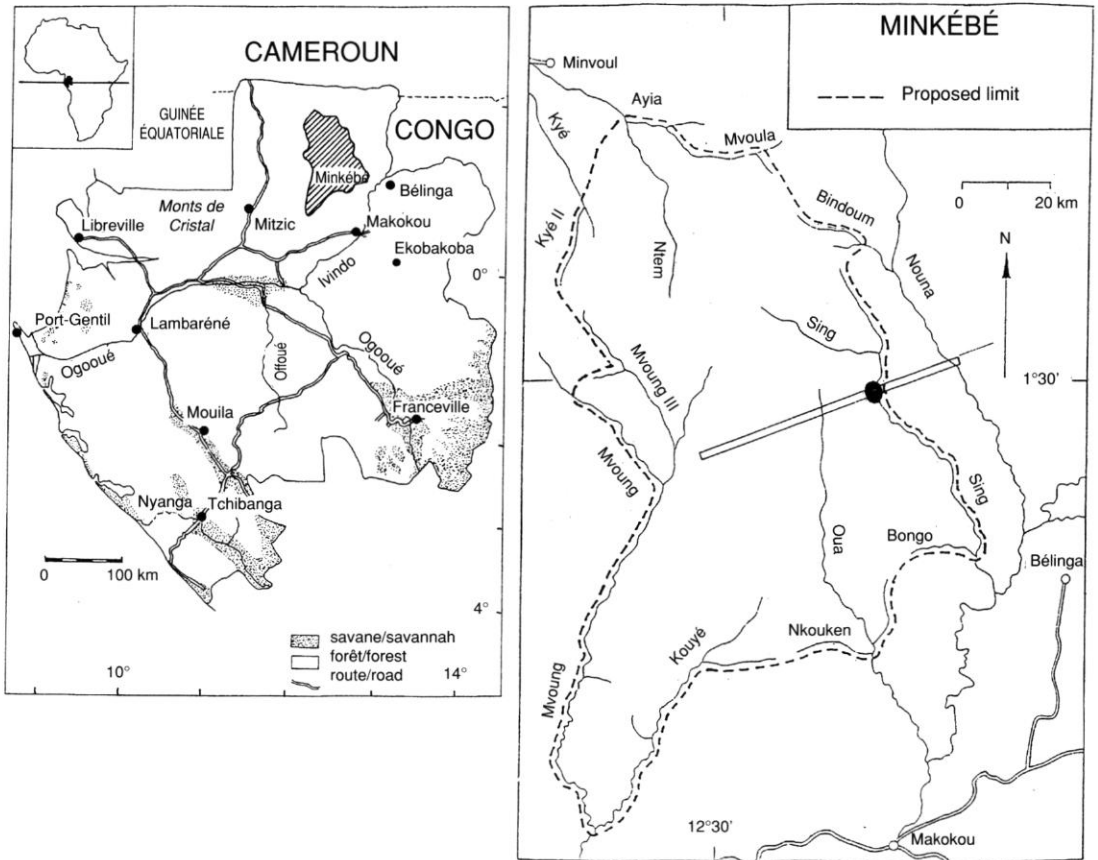 CAMEROUN
GUINÉE
ÉQUATORIALE
CONGO
Minkébé
Bélinga
Monts de
Cristal
Mitzic
Libreville
Makokou
Ekobakoba
Ivindo
0°
Port-Gentil
Lambaréné
Ogooué
Offoué
Ogooué
Mouila
Franceville
Nyanga
Tchibanga
0 100 km
4°
savane/savannah
forêt/forest
route/road
10°
14°
MINKÉBÉ
Proposed limit
Minvoul
Ayia
Kyé
Mvoula
0 20 km
Bindoum
Kyé II
Ntem
N
Nouna
Sing
Mvoung III
1°30
Mvoung
Sing
Oua
Bongo
Bélinga
Nkouken
Kouyé
Mvoung
12°30'
Makokou